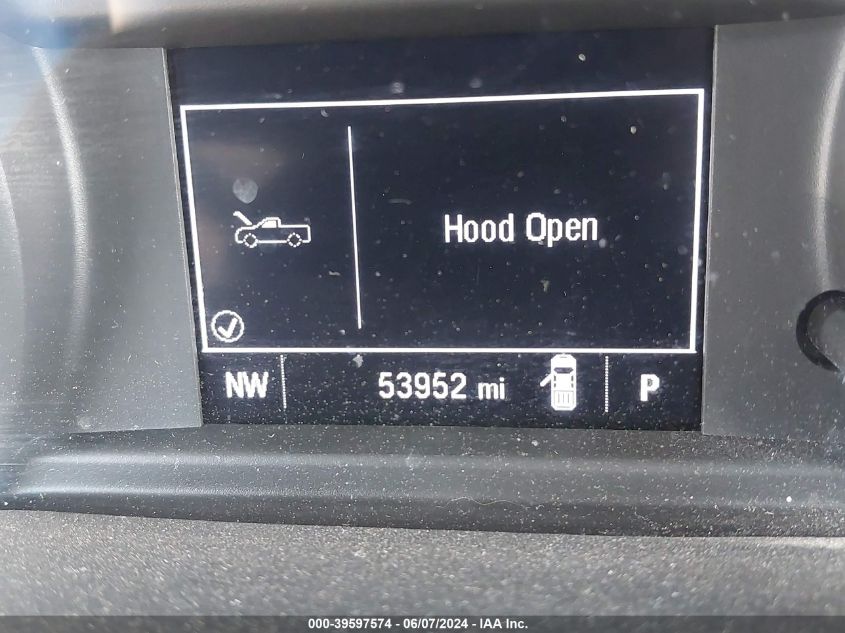 Hood Open
NW 53952 mi P
000-39597574 - 06/07/2024 - IAA Inc.